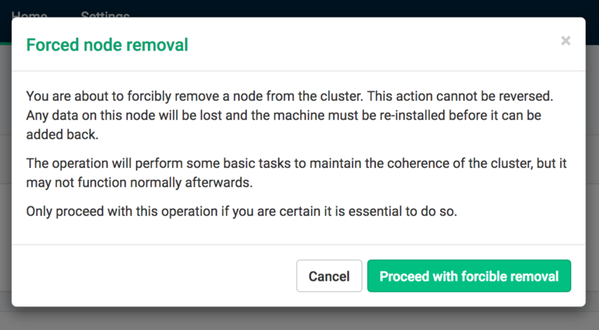 Home Settings
Forced node removal ×
You are about to forcibly remove a node from the cluster. This action cannot be reversed.
Any data on this node will be lost and the machine must be re-installed before it can be
added back.
The operation will perform some basic tasks to maintain the coherence of the cluster, but it
may not function normally afterwards.
Only proceed with this operation if you are certain it is essential to do so.
Cancel Proceed with forcible removal